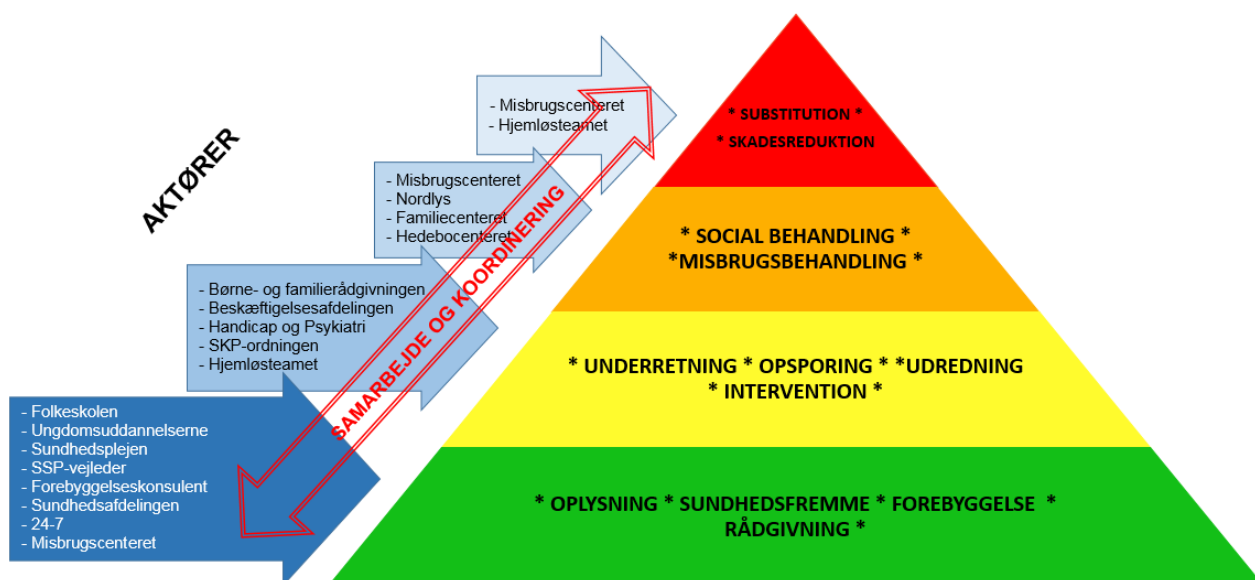 AKTØRER
- Misbrugscenteret
- Hjemløsteamet
* SUBSTITUTION *
* SKADESREDUKTION
- Misbrugscenteret
- Nordlys
- Familiecenteret
- Hedebocenteret
* SOCIAL BEHANDLING *
*MISBRUGSBEHANDLING *
- Børne- og familierådgivningen
- Beskæftigelsesafdelingen
- Handicap og Psykiatri
- SKP-ordningen
- Hjemløsteamet
* UNDERRETNING * OPSPORING * *UDREDNING
* INTERVENTION *
- Folkeskolen
- Ungdomsuddannelserne
- Sundhedsplejen
- SSP-vejleder
- Forebyggelseskonsulent
- Sundhedsafdelingen
- 24-7
- Misbrugscenteret
* OPLYSNING * SUNDHEDSFREMME * FOREBYGGELSE *
RÅDGIVNING *
SAMARBEJDE OG KOORDINERING